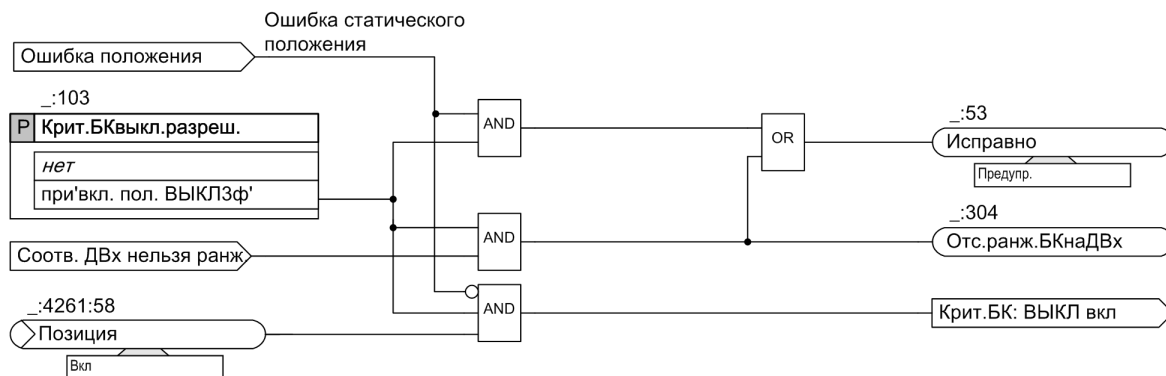 Ошибка статического
положения
Ошибка положения
_:103
P Крит.БКвыкл.разреш.
нет
при'вкл. пол. ВЫКЛ3ф'
AND
OR
_:53
Исправно
Предупр.
Соотв. ДВх нельзя ранж
AND
_:304
Отс.ранж.БКнаДВх
_:4261:58
Позиция
Вкл
AND
Крит.БК: ВЫКЛ вкл